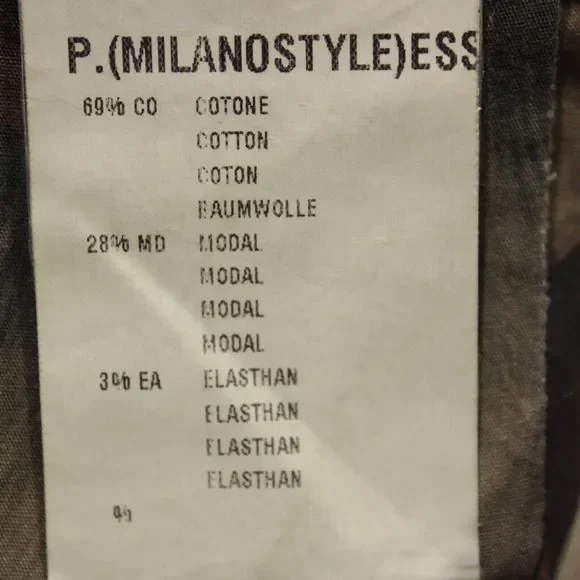 P.(MILANOSTYLE)ESS
69% CO COTONE
COTTON
COTON
BAUMWOLLE
28% MD MODAL
MODAL
MODAL
MODAL
3% EA ELASTHAN
ELASTHAN
ELASTHAN
ELASTHAN
%